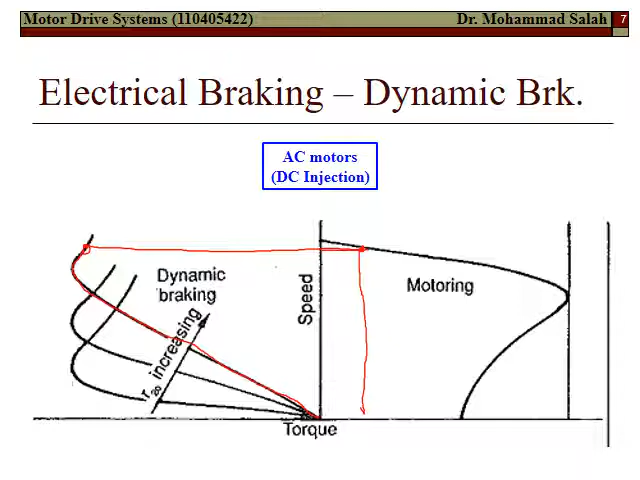 Motor Drive Systems (110405422) Dr. Mohammad Salah 7
Electrical Braking – Dynamic Brk.
AC motors
(DC Injection)
Dynamic
braking
r20 increasing
Speed
Motoring
Torque